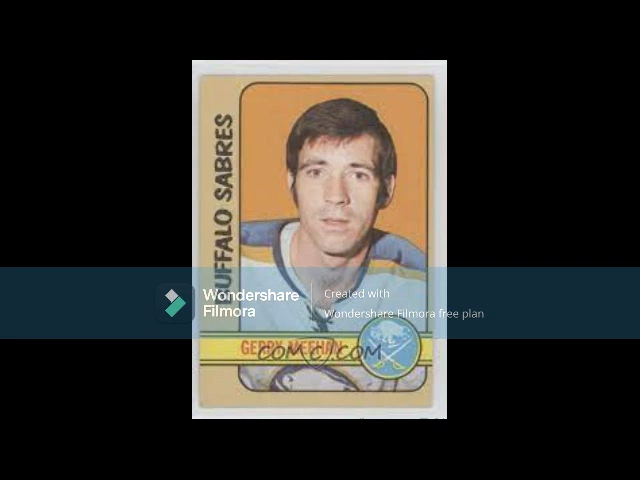 BUFFALO SABRES
Wondershare
Filmora
Created with
Wondershare Filmora free plan
GERRY MEEHAN
COMC.COM